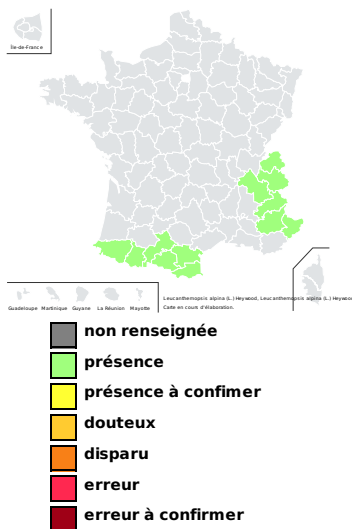 Île-de-France
Guadeloupe Martinique Guyane La Réunion Mayotte
Leucanthemopsis alpina (L.) Heywood, Leucanthemopsis alpina (L.) Heywood
Carte en cours d'élaboration.
non renseignée
présence
présence à confimer
douteux
disparu
erreur
erreur à confirmer